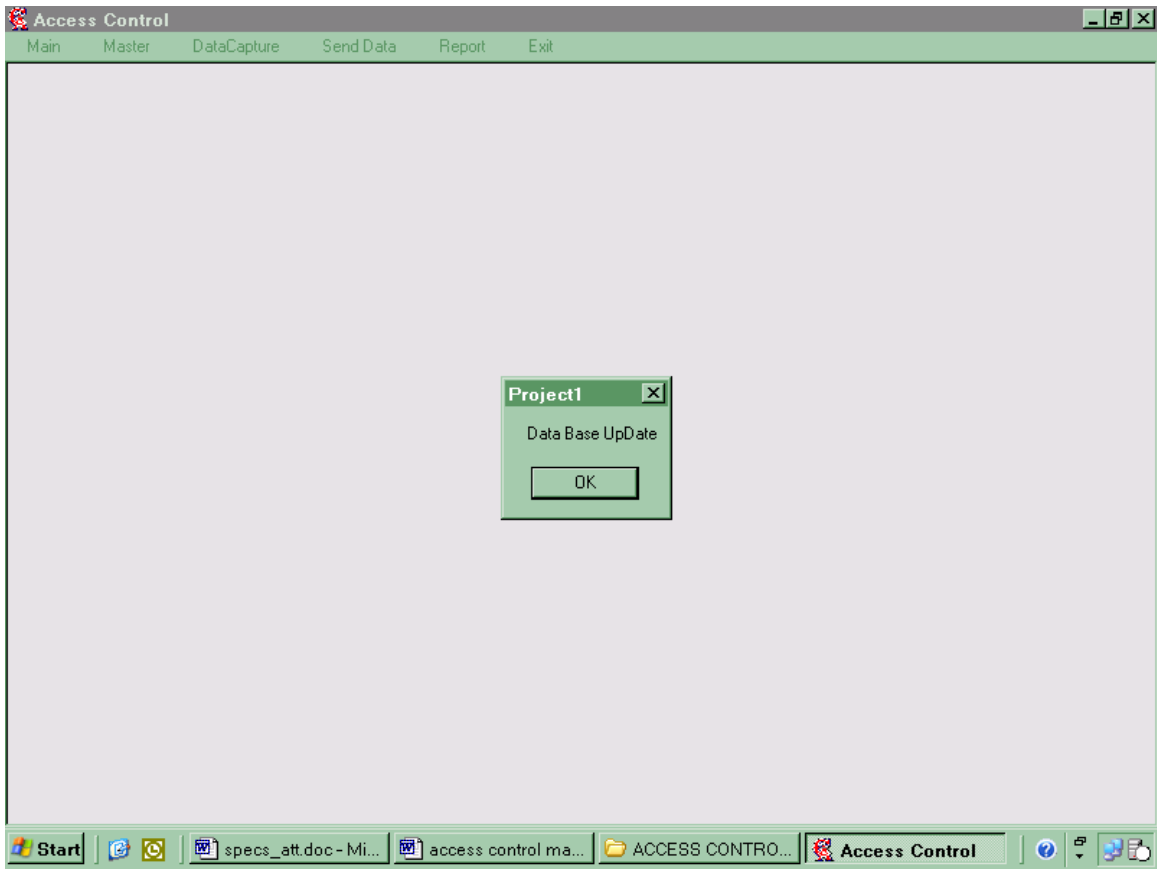 Access Control
Main Master DataCapture Send Data Report Exit
Project1
Data Base UpDate
OK
Start specs_att.doc - Mi... access control ma... ACCESS CONTRO... Access Control